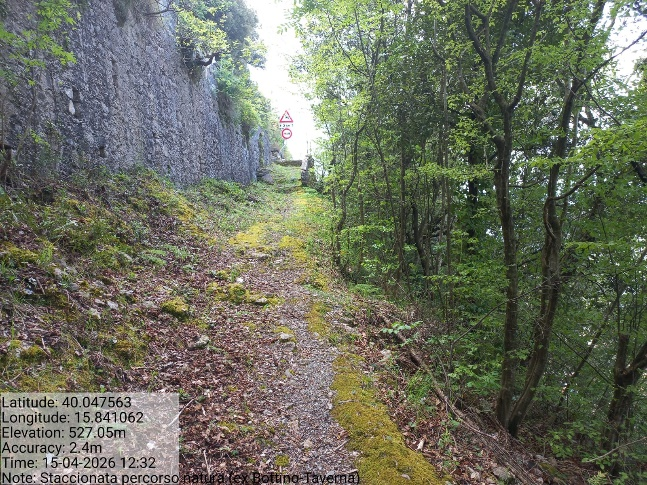 Latitude: 40.047563
Longitude: 15.841062
Elevation: 527.05m
Accuracy: 2.4m
Time: 15-04-2026 12:32
Note: Staccionata percorso natura (ex Bottino-Taverna)